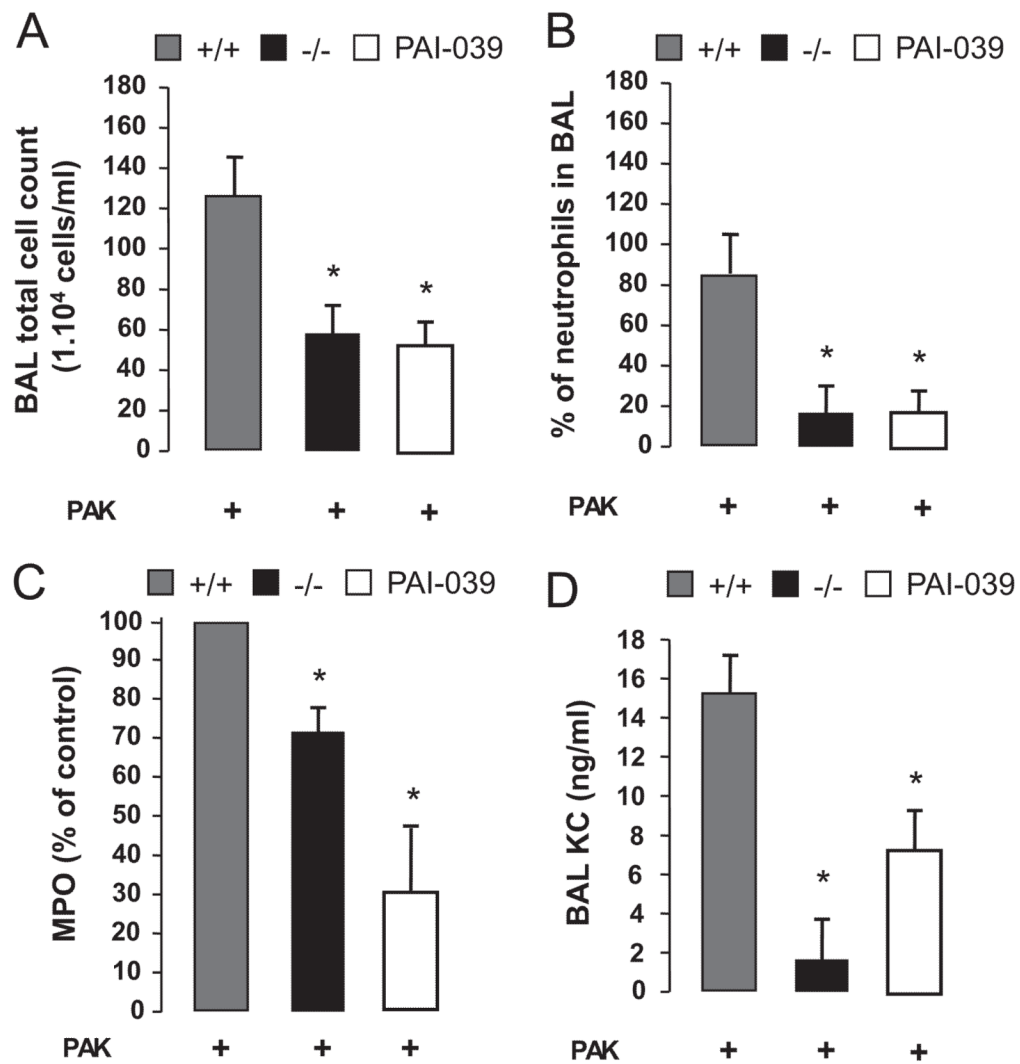 A
+/+ -/- PAI-039
BAL total cell count
(1.10⁴ cells/ml)
180
160
140
120
100
80
60
40
20
0
*
*
PAK + + +
B
+/+ -/- PAI-039
% of neutrophils in BAL
180
160
140
120
100
80
60
40
20
0
*
*
PAK + + +
C
+/+ -/- PAI-039
MPO (% of control)
100
90
80
70
60
50
40
30
20
10
0
*
*
PAK + + +
D
+/+ -/- PAI-039
BAL KC (ng/ml)
18
16
14
12
10
8
6
4
2
0
*
*
PAK + + +